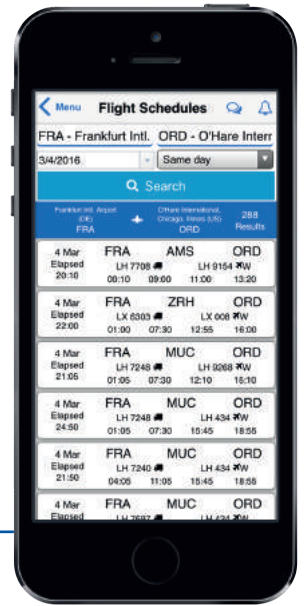 Menu Flight Schedules
FRA - Frankfurt Intl. ORD - O'Hare Interr
3/4/2016 Same day
Search
Frankfurt Intl. Airport (DE) FRA
O'Hare International, Chicago, Illinois (US) ORD
288 Results
4 Mar FRA AMS ORD
Elapsed LH 7708 LH 9154 W
20:10 00:10 09:00 11:00 13:20
4 Mar FRA ZRH ORD
Elapsed LX 6303 LX 008 W
22:00 01:00 07:30 12:55 16:00
4 Mar FRA MUC ORD
Elapsed LH 7248 LH 9268 W
21:05 01:05 07:30 12:10 15:10
4 Mar FRA MUC ORD
Elapsed LH 7248 LH 434 W
24:50 01:05 07:30 15:45 18:55
4 Mar FRA MUC ORD
Elapsed LH 7240 LH 434 W
21:50 04:05 11:05 15:45 18:55
4 Mar FRA MUC ORD
Elapsed